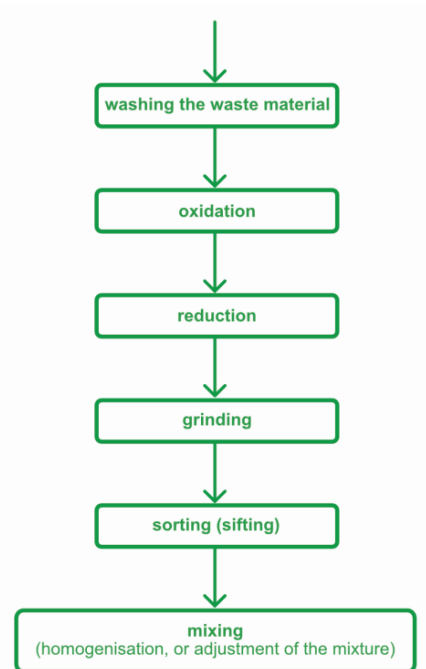 washing the waste material
oxidation
reduction
grinding
sorting (sifting)
mixing
(homogenisation, or adjustment of the mixture)